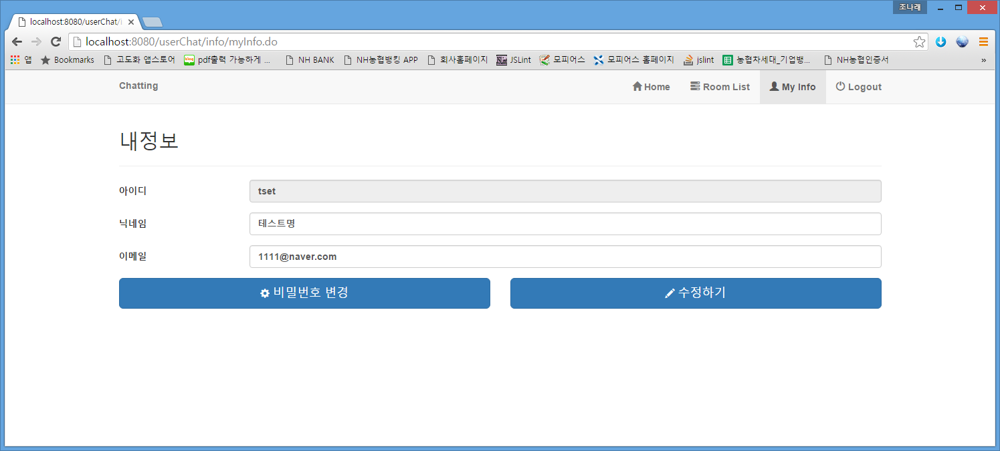 조나래
localhost:8080/userChat/i
localhost:8080/userChat/info/myInfo.do
앱 Bookmarks 고도화 앱스토어 pdf출력 가능하게 ... NH BANK NH농협뱅킹 APP 회사홈페이지 JSLint 모피어스 모피어스 홈페이지 jslint 농협차세대_기업뱅... NH농협인증서 »
Chatting Home Room List My Info Logout
내정보
아이디 tset
닉네임 테스트명
이메일 1111@naver.com
비밀번호 변경 수정하기